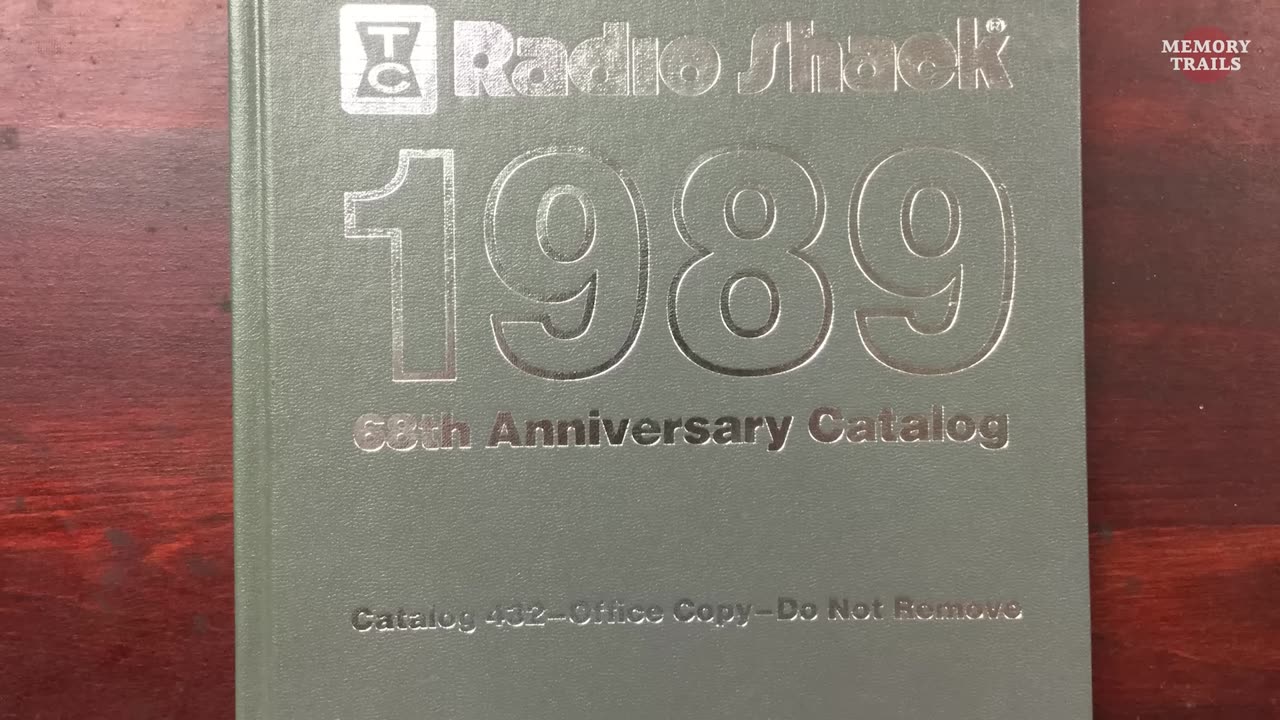 TC Radio Shack®
1989
68th Anniversary Catalog
Catalog 432–Office Copy–Do Not Remove
MEMORY
TRAILS